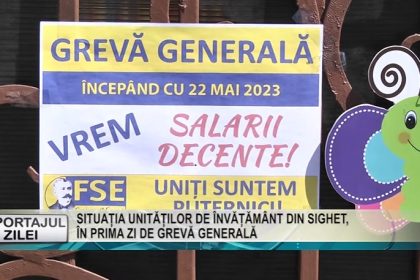 GREVĂ GENERALĂ
ÎNCEPÂND CU 22 MAI 2023
VREM SALARII
DECENTE!
FSE UNIȚI SUNTEM
PUTERNICI
PORTAJUL
ZILEI
SITUAȚIA UNITĂȚILOR DE ÎNVĂȚĂMÂNT DIN SIGHET,
ÎN PRIMA ZI DE GREVĂ GENERALĂ